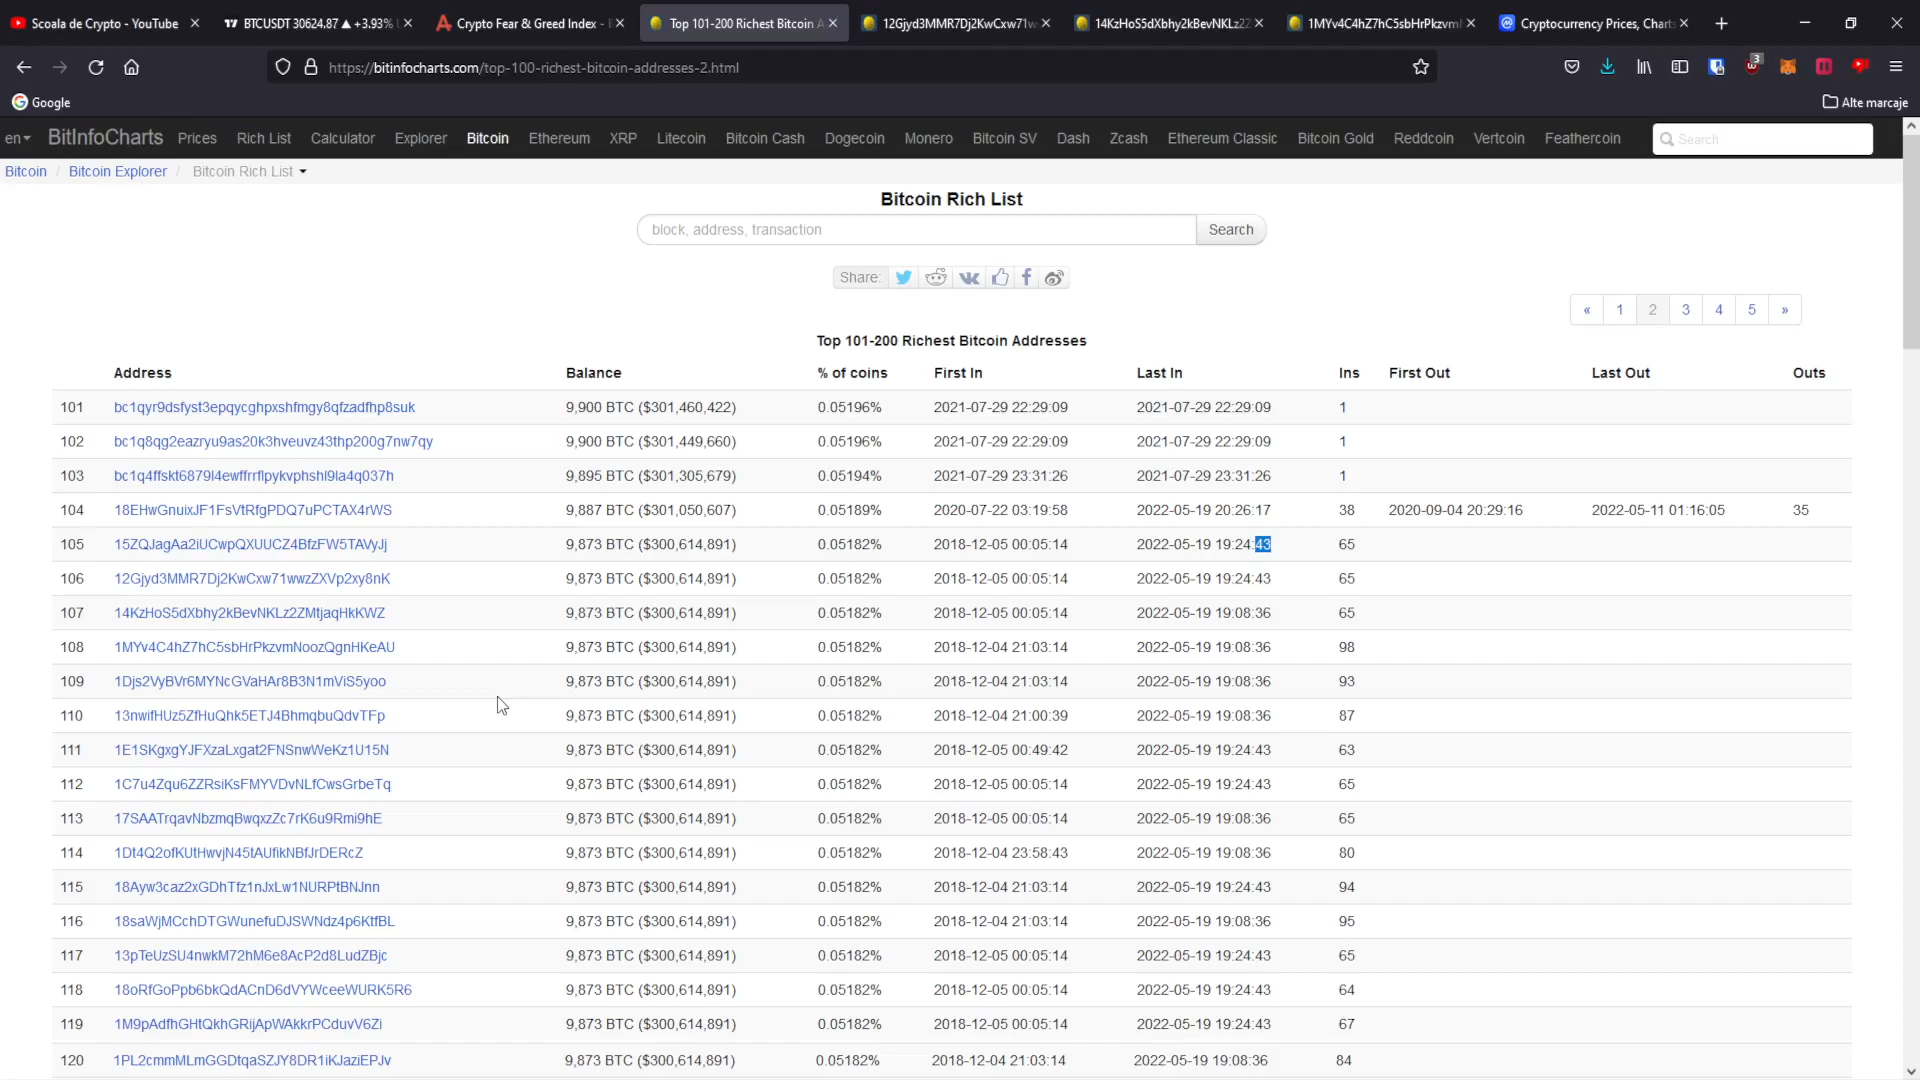 Scoala de Crypto - YouTube
BTCUSDT 30624.87 ▲ +3.93%
Crypto Fear & Greed Index -
Top 101-200 Richest Bitcoin A
12Gjyd3MMR7Dj2KwCxw71w
14KzHoS5dXbhy2kBevNKLz2Z
1MYv4C4hZ7hC5sbHrPkzvml
Cryptocurrency Prices, Charts
https://bitinfocharts.com/top-100-richest-bitcoin-addresses-2.html
3
Google
Alte marcaje
en BitInfoCharts Prices Rich List Calculator Explorer Bitcoin Ethereum XRP Litecoin Bitcoin Cash Dogecoin Monero Bitcoin SV Dash Zcash Ethereum Classic Bitcoin Gold Reddcoin Vertcoin Feathercoin Search
Bitcoin / Bitcoin Explorer / Bitcoin Rich List
Bitcoin Rich List
block, address, transaction Search
Share:
« 1 2 3 4 5 »
Top 101-200 Richest Bitcoin Addresses
Address Balance % of coins First In Last In Ins First Out Last Out Outs
101 bc1qyr9dsfyst3epqycghpxshfmgy8qfzadfhp8suk 9,900 BTC ($301,460,422) 0.05196% 2021-07-29 22:29:09 2021-07-29 22:29:09 1
102 bc1q8qg2eazryu9as20k3hveuvz43thp200g7nw7qy 9,900 BTC ($301,449,660) 0.05196% 2021-07-29 22:29:09 2021-07-29 22:29:09 1
103 bc1q4ffskt6879l4ewffrrflpykvphshl9la4q037h 9,895 BTC ($301,305,679) 0.05194% 2021-07-29 23:31:26 2021-07-29 23:31:26 1
104 18EHwGnuixJF1FsVtRfgPDQ7uPCTAX4rWS 9,887 BTC ($301,050,607) 0.05189% 2020-07-22 03:19:58 2022-05-19 20:26:17 38 2020-09-04 20:29:16 2022-05-11 01:16:05 35
105 15ZQJagAa2iUCwpQXUUCZ4BfzFW5TAVyJj 9,873 BTC ($300,614,891) 0.05182% 2018-12-05 00:05:14 2022-05-19 19:24:43 65
106 12Gjyd3MMR7Dj2KwCxw71wwzZXVp2xy8nK 9,873 BTC ($300,614,891) 0.05182% 2018-12-05 00:05:14 2022-05-19 19:24:43 65
107 14KzHoS5dXbhy2kBevNKLz2ZMtjaqHkKWZ 9,873 BTC ($300,614,891) 0.05182% 2018-12-05 00:05:14 2022-05-19 19:08:36 65
108 1MYv4C4hZ7hC5sbHrPkzvmNoozQgnHKeAU 9,873 BTC ($300,614,891) 0.05182% 2018-12-04 21:03:14 2022-05-19 19:08:36 98
109 1Djs2VyBVr6MYNcGVaHAr8B3N1mViS5yoo 9,873 BTC ($300,614,891) 0.05182% 2018-12-04 21:03:14 2022-05-19 19:08:36 93
110 13nwifHUz5ZfHuQhk5ETJ4BhmqbuQdvTFp 9,873 BTC ($300,614,891) 0.05182% 2018-12-04 21:00:39 2022-05-19 19:08:36 87
111 1E1SKgxgYJFXzaLxgat2FNSnwWeKz1U15N 9,873 BTC ($300,614,891) 0.05182% 2018-12-05 00:49:42 2022-05-19 19:24:43 63
112 1C7u4Zqu6ZZRsiKsFMYVDvNLfCwsGrbeTq 9,873 BTC ($300,614,891) 0.05182% 2018-12-05 00:05:14 2022-05-19 19:24:43 65
113 17SAATrqavNbzmqBwqxzZc7rK6u9Rmi9hE 9,873 BTC ($300,614,891) 0.05182% 2018-12-05 00:05:14 2022-05-19 19:08:36 65
114 1Dt4Q2ofKUtHwvjN45tAUfikNBfJrDERcZ 9,873 BTC ($300,614,891) 0.05182% 2018-12-04 23:58:43 2022-05-19 19:08:36 80
115 18Ayw3caz2xGDhTfz1nJxLw1NURPtBNJnn 9,873 BTC ($300,614,891) 0.05182% 2018-12-04 21:03:14 2022-05-19 19:24:43 94
116 18saWjMCchDTGWunefuDJSWNdz4p6KtfBL 9,873 BTC ($300,614,891) 0.05182% 2018-12-04 21:03:14 2022-05-19 19:08:36 95
117 13pTeUzSU4nwkM72hM6e8AcP2d8LudZBjc 9,873 BTC ($300,614,891) 0.05182% 2018-12-05 00:05:14 2022-05-19 19:24:43 65
118 18oRfGoPpb6bkQdACnD6dVYWceeWURK5R6 9,873 BTC ($300,614,891) 0.05182% 2018-12-05 00:05:14 2022-05-19 19:24:43 64
119 1M9pAdfhGHtQkhGRijApWAkkrPCduvV6Zi 9,873 BTC ($300,614,891) 0.05182% 2018-12-05 00:05:14 2022-05-19 19:24:43 67
120 1PL2cmmMLmGGDtqaSZJY8DR1iKJaziEPJv 9,873 BTC ($300,614,891) 0.05182% 2018-12-04 21:03:14 2022-05-19 19:08:36 84